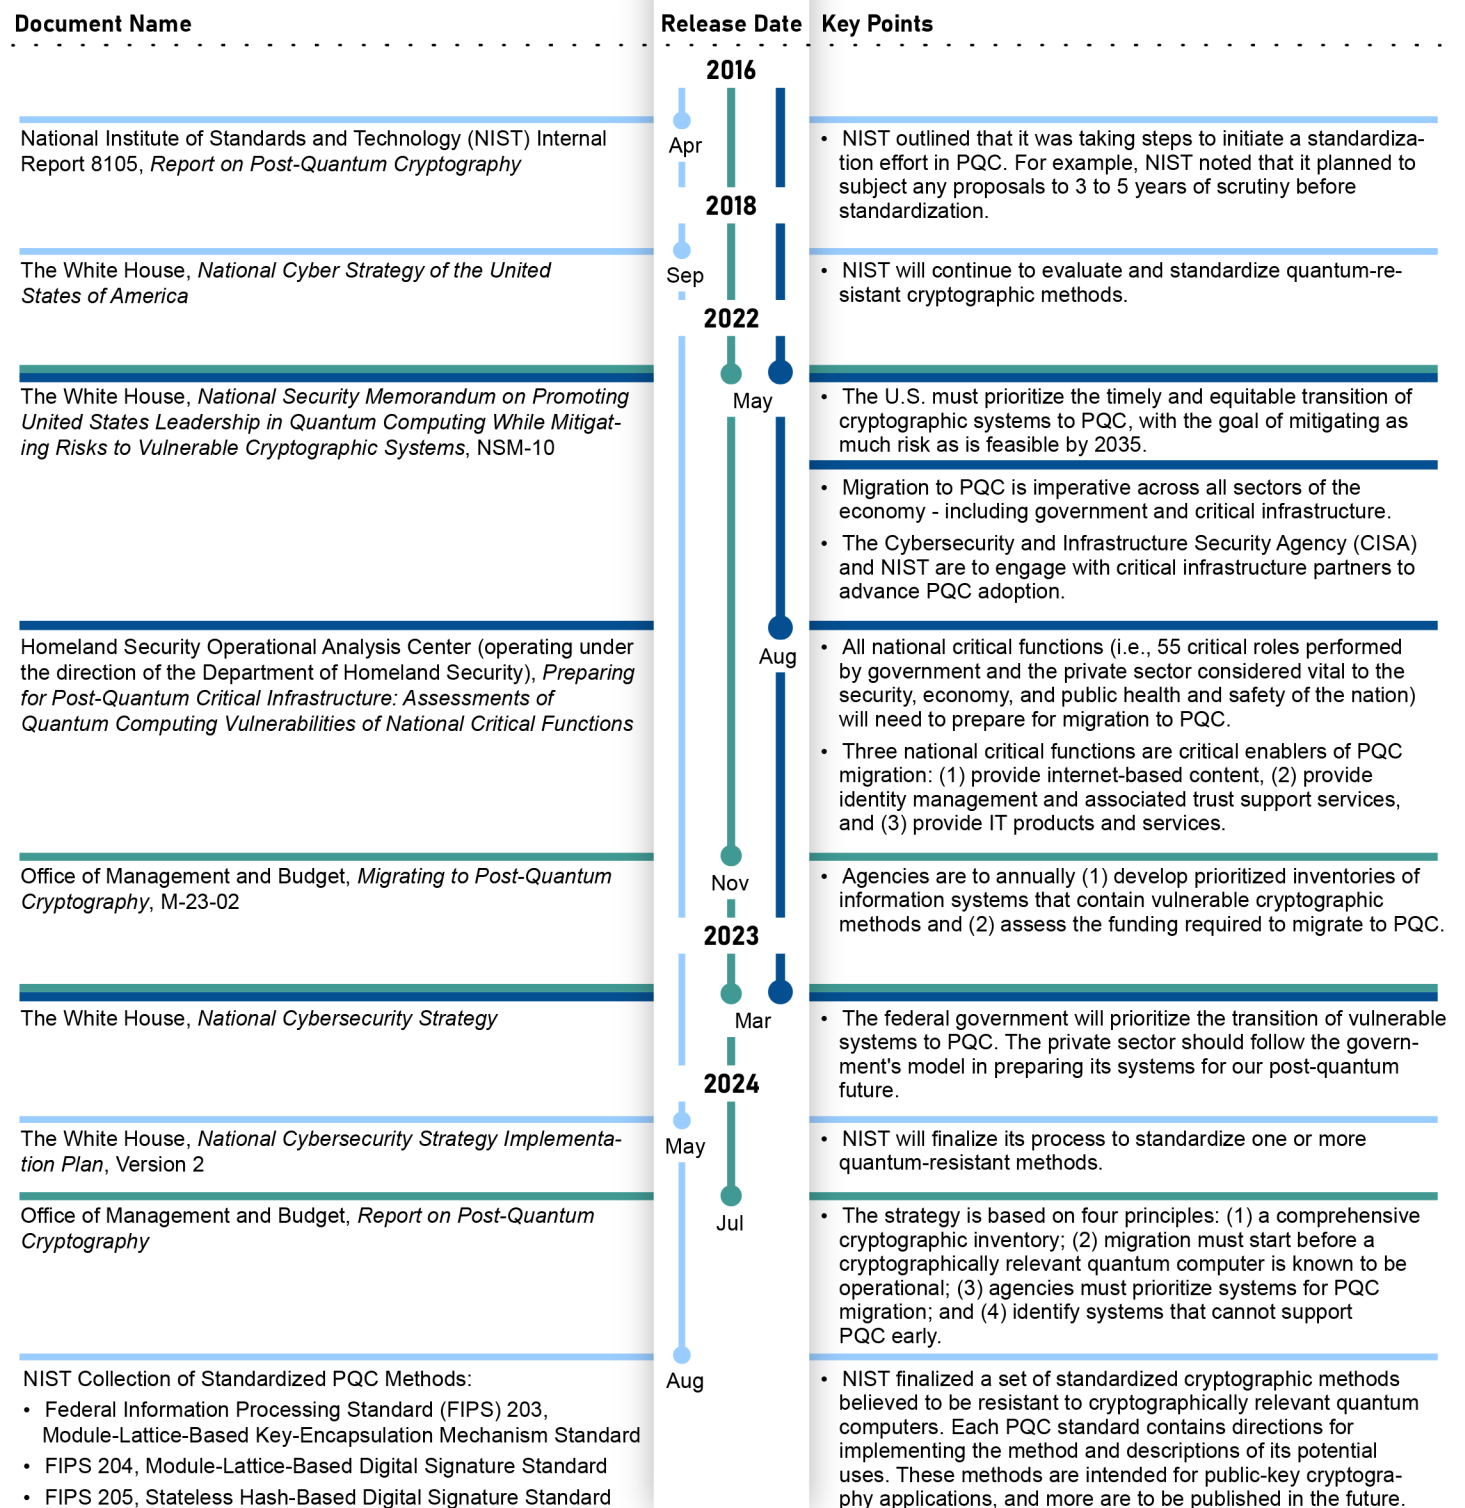 Document Name
Release Date
Key Points
2016
National Institute of Standards and Technology (NIST) Internal
Report 8105, Report on Post-Quantum Cryptography
Apr
• NIST outlined that it was taking steps to initiate a standardiza-
tion effort in PQC. For example, NIST noted that it planned to
subject any proposals to 3 to 5 years of scrutiny before
standardization.
2018
The White House, National Cyber Strategy of the United
States of America
Sep
• NIST will continue to evaluate and standardize quantum-re-
sistant cryptographic methods.
2022
The White House, National Security Memorandum on Promoting
United States Leadership in Quantum Computing While Mitigat-
ing Risks to Vulnerable Cryptographic Systems, NSM-10
May
• The U.S. must prioritize the timely and equitable transition of
cryptographic systems to PQC, with the goal of mitigating as
much risk as is feasible by 2035.
• Migration to PQC is imperative across all sectors of the
economy - including government and critical infrastructure.
• The Cybersecurity and Infrastructure Security Agency (CISA)
and NIST are to engage with critical infrastructure partners to
advance PQC adoption.
Homeland Security Operational Analysis Center (operating under
the direction of the Department of Homeland Security), Preparing
for Post-Quantum Critical Infrastructure: Assessments of
Quantum Computing Vulnerabilities of National Critical Functions
Aug
• All national critical functions (i.e., 55 critical roles performed
by government and the private sector considered vital to the
security, economy, and public health and safety of the nation)
will need to prepare for migration to PQC.
• Three national critical functions are critical enablers of PQC
migration: (1) provide internet-based content, (2) provide
identity management and associated trust support services,
and (3) provide IT products and services.
Office of Management and Budget, Migrating to Post-Quantum
Cryptography, M-23-02
Nov
• Agencies are to annually (1) develop prioritized inventories of
information systems that contain vulnerable cryptographic
methods and (2) assess the funding required to migrate to PQC.
2023
The White House, National Cybersecurity Strategy
Mar
• The federal government will prioritize the transition of vulnerable
systems to PQC. The private sector should follow the govern-
ment's model in preparing its systems for our post-quantum
future.
2024
The White House, National Cybersecurity Strategy Implementa-
tion Plan, Version 2
May
• NIST will finalize its process to standardize one or more
quantum-resistant methods.
Office of Management and Budget, Report on Post-Quantum
Cryptography
Jul
• The strategy is based on four principles: (1) a comprehensive
cryptographic inventory; (2) migration must start before a
cryptographically relevant quantum computer is known to be
operational; (3) agencies must prioritize systems for PQC
migration; and (4) identify systems that cannot support
PQC early.
NIST Collection of Standardized PQC Methods:
• Federal Information Processing Standard (FIPS) 203,
Module-Lattice-Based Key-Encapsulation Mechanism Standard
• FIPS 204, Module-Lattice-Based Digital Signature Standard
• FIPS 205, Stateless Hash-Based Digital Signature Standard
Aug
• NIST finalized a set of standardized cryptographic methods
believed to be resistant to cryptographically relevant quantum
computers. Each PQC standard contains directions for
implementing the method and descriptions of its potential
uses. These methods are intended for public-key cryptogra-
phy applications, and more are to be published in the future.